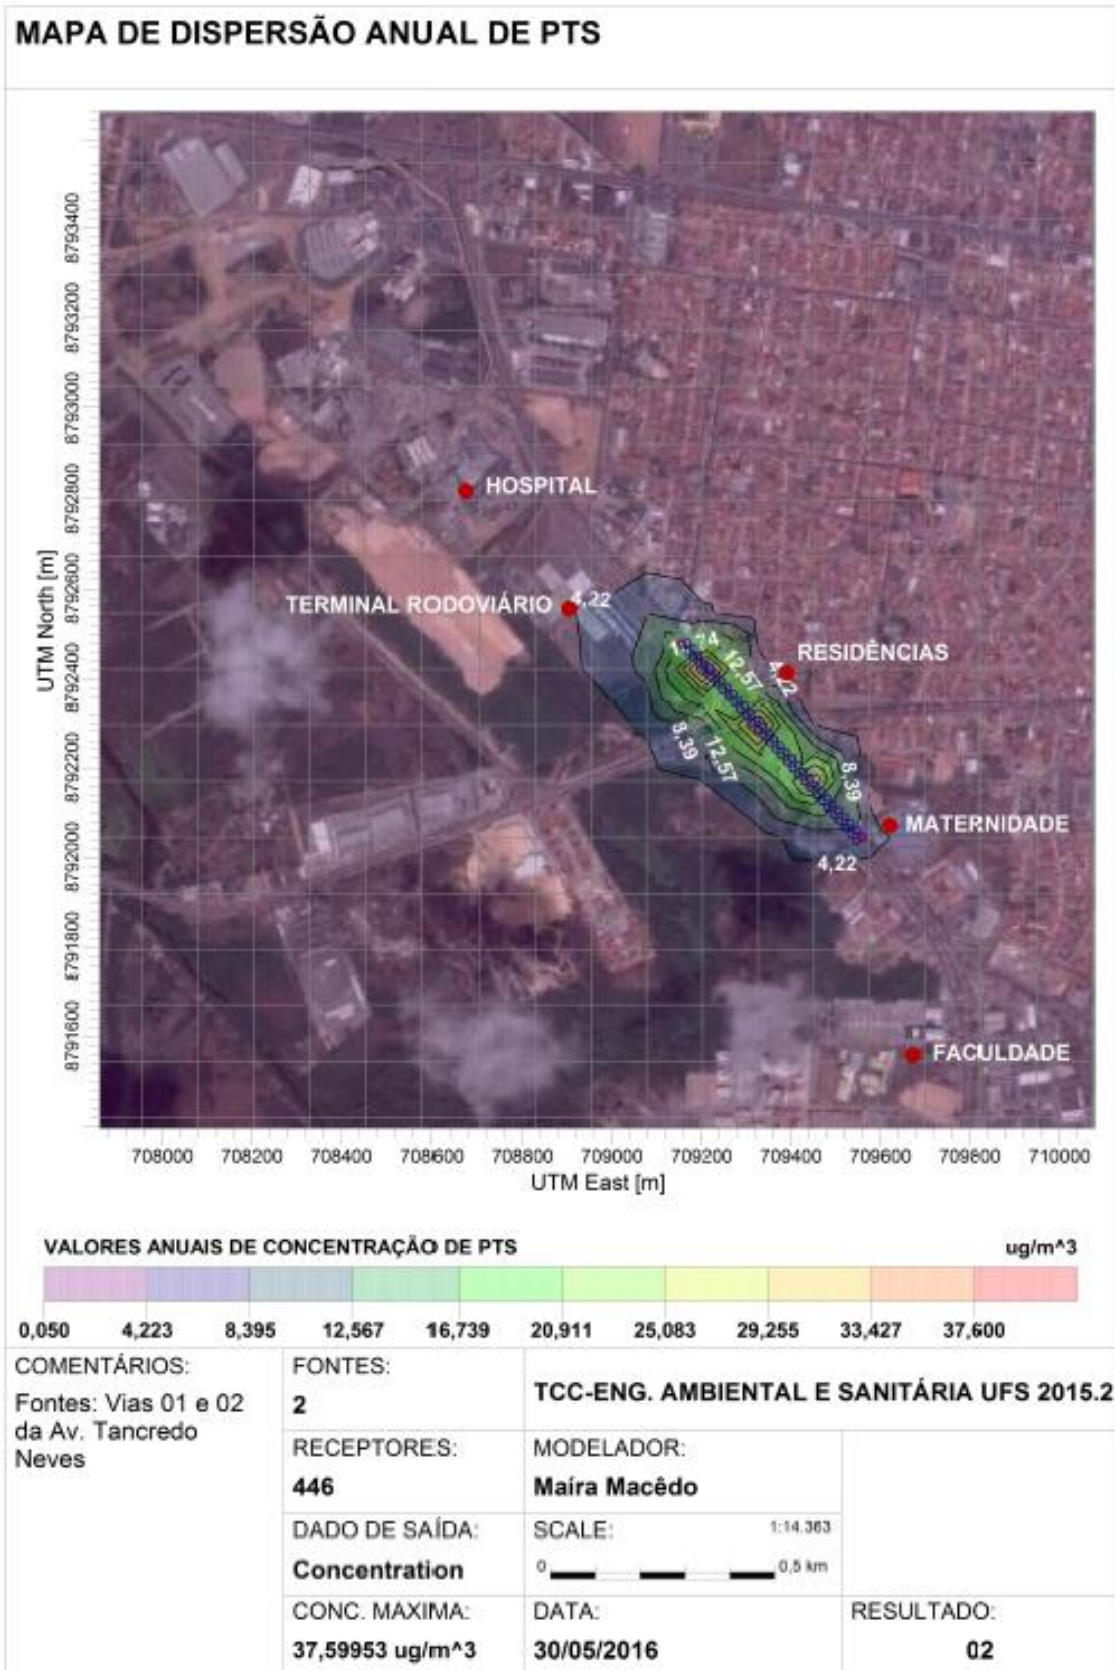 MAPA DE DISPERSÃO ANUAL DE PTS
UTM North [m]
8793400
8793200
8793000
8792800
8792600
8792400
8792200
8792000
8791800
8791600
HOSPITAL
TERMINAL RODOVIÁRIO
4,22
RESIDÊNCIAS
12,57
4,22
8,39
12,57
8,39
MATERNIDADE
4,22
FACULDADE
708000 708200 708400 708600 708800 709000 709200 709400 709600 709800 710000
UTM East [m]
VALORES ANUAIS DE CONCENTRAÇÃO DE PTS ug/m^3
0,050 4,223 8,395 12,567 16,739 20,911 25,083 29,255 33,427 37,600
COMENTÁRIOS:
Fontes: Vias 01 e 02
da Av. Tancredo
Neves
FONTES:
2
TCC-ENG. AMBIENTAL E SANITÁRIA UFS 2015.2
RECEPTORES:
446
MODELADOR:
Maíra Macêdo
DADO DE SAÍDA:
Concentration
SCALE: 1:14.363
0 0,5 km
CONC. MAXIMA:
37,59953 ug/m^3
DATA:
30/05/2016
RESULTADO:
02